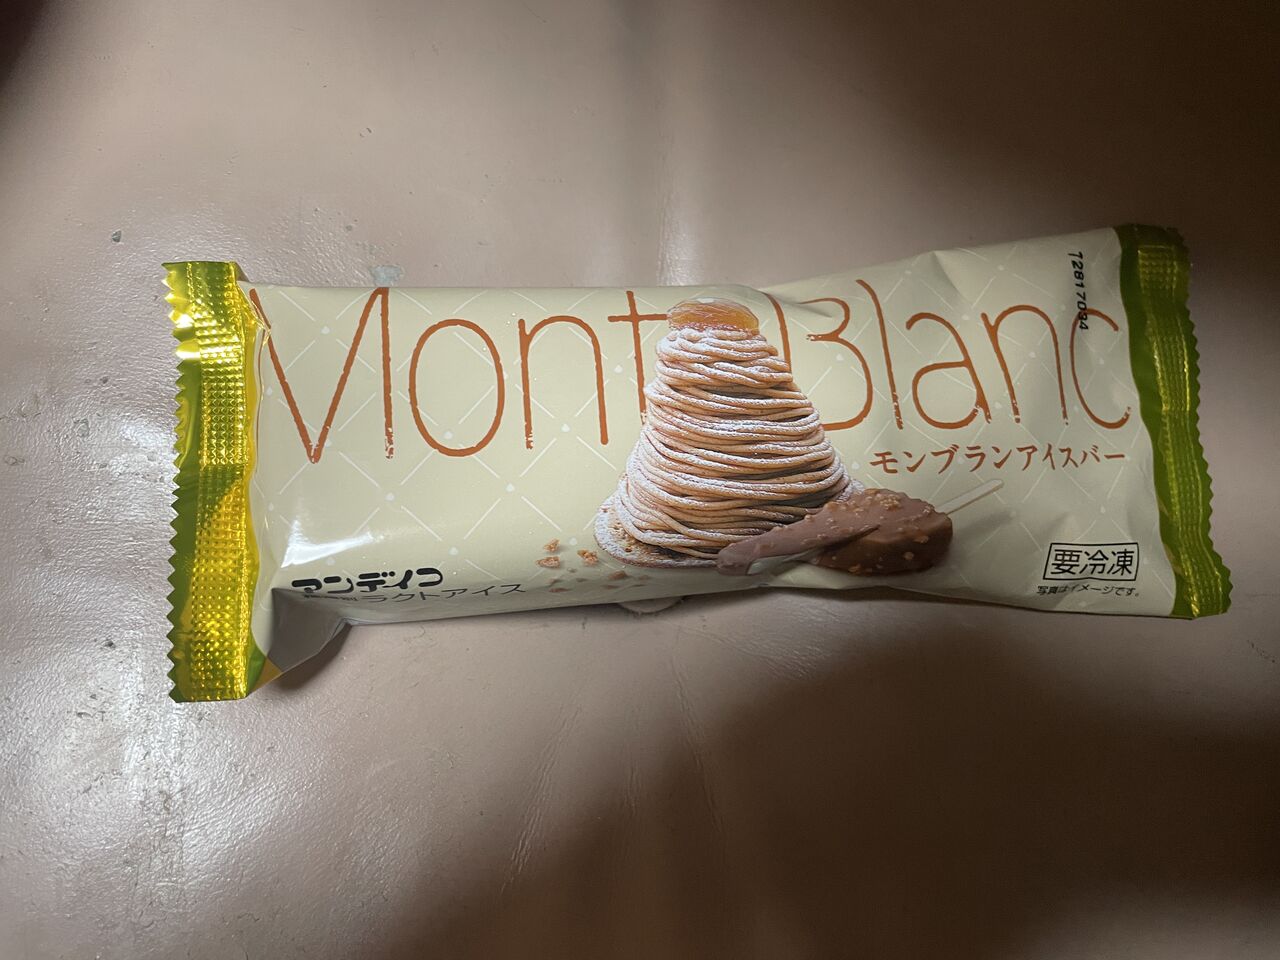 Mont Blanc
モンブランアイスバー
72817094
要冷凍
写真はイメージです。
アンデイコ
ラクトアイス